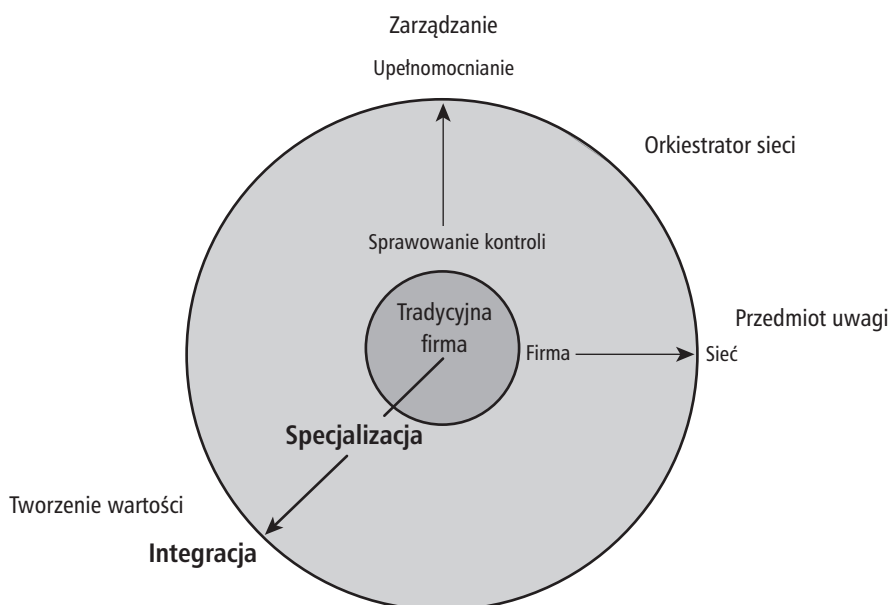 Zarządzanie
Upełnomocnianie
Orkiestrator sieci
Sprawowanie kontroli
Tradycyjna
firma
Przedmiot uwagi
Firma
Sieć
Specjalizacja
Tworzenie wartości
Integracja